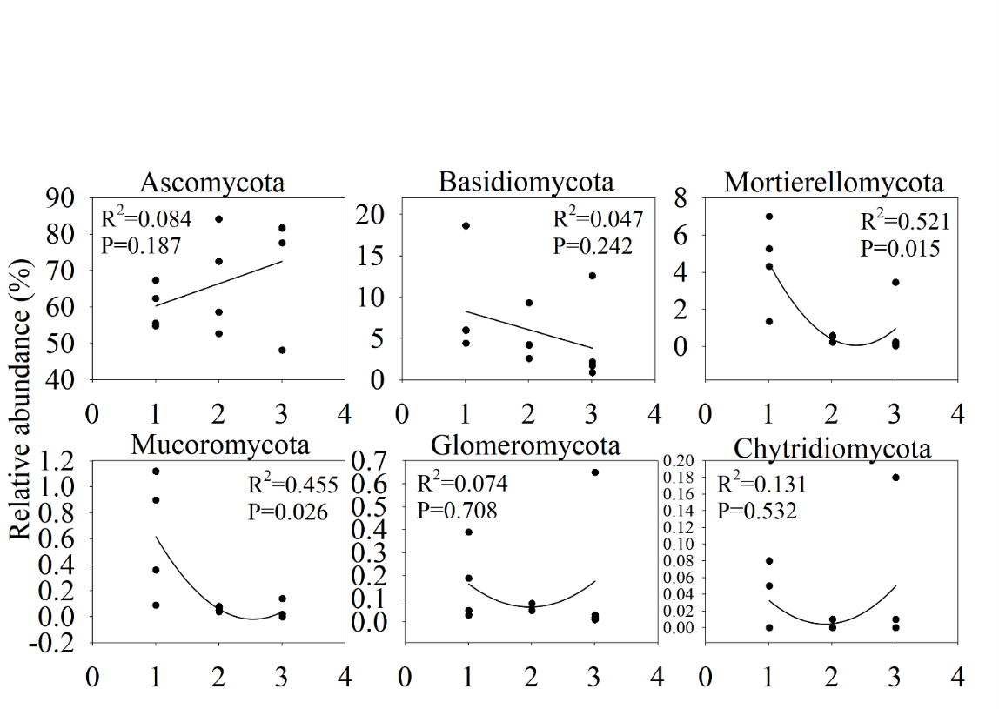 Ascomycota
Basidiomycota
Mortierellomycota
90
80
70
60
50
40
R²=0.084
P=0.187
0 1 2 3 4
20
15
10
5
0
R²=0.047
P=0.242
0 1 2 3 4
8
6
4
2
0
R²=0.521
P=0.015
0 1 2 3 4
Relative abundance (%)
Mucoromycota
Glomeromycota
Chytridiomycota
1.2
1.0
0.8
0.6
0.4
0.2
0.0
-0.2
R²=0.455
P=0.026
0 1 2 3 4
0.7
0.6
0.5
0.4
0.3
0.2
0.1
0.0
R²=0.074
P=0.708
0 1 2 3 4
0.20
0.18
0.16
0.14
0.12
0.10
0.08
0.06
0.04
0.02
0.00
R²=0.131
P=0.532
0 1 2 3 4